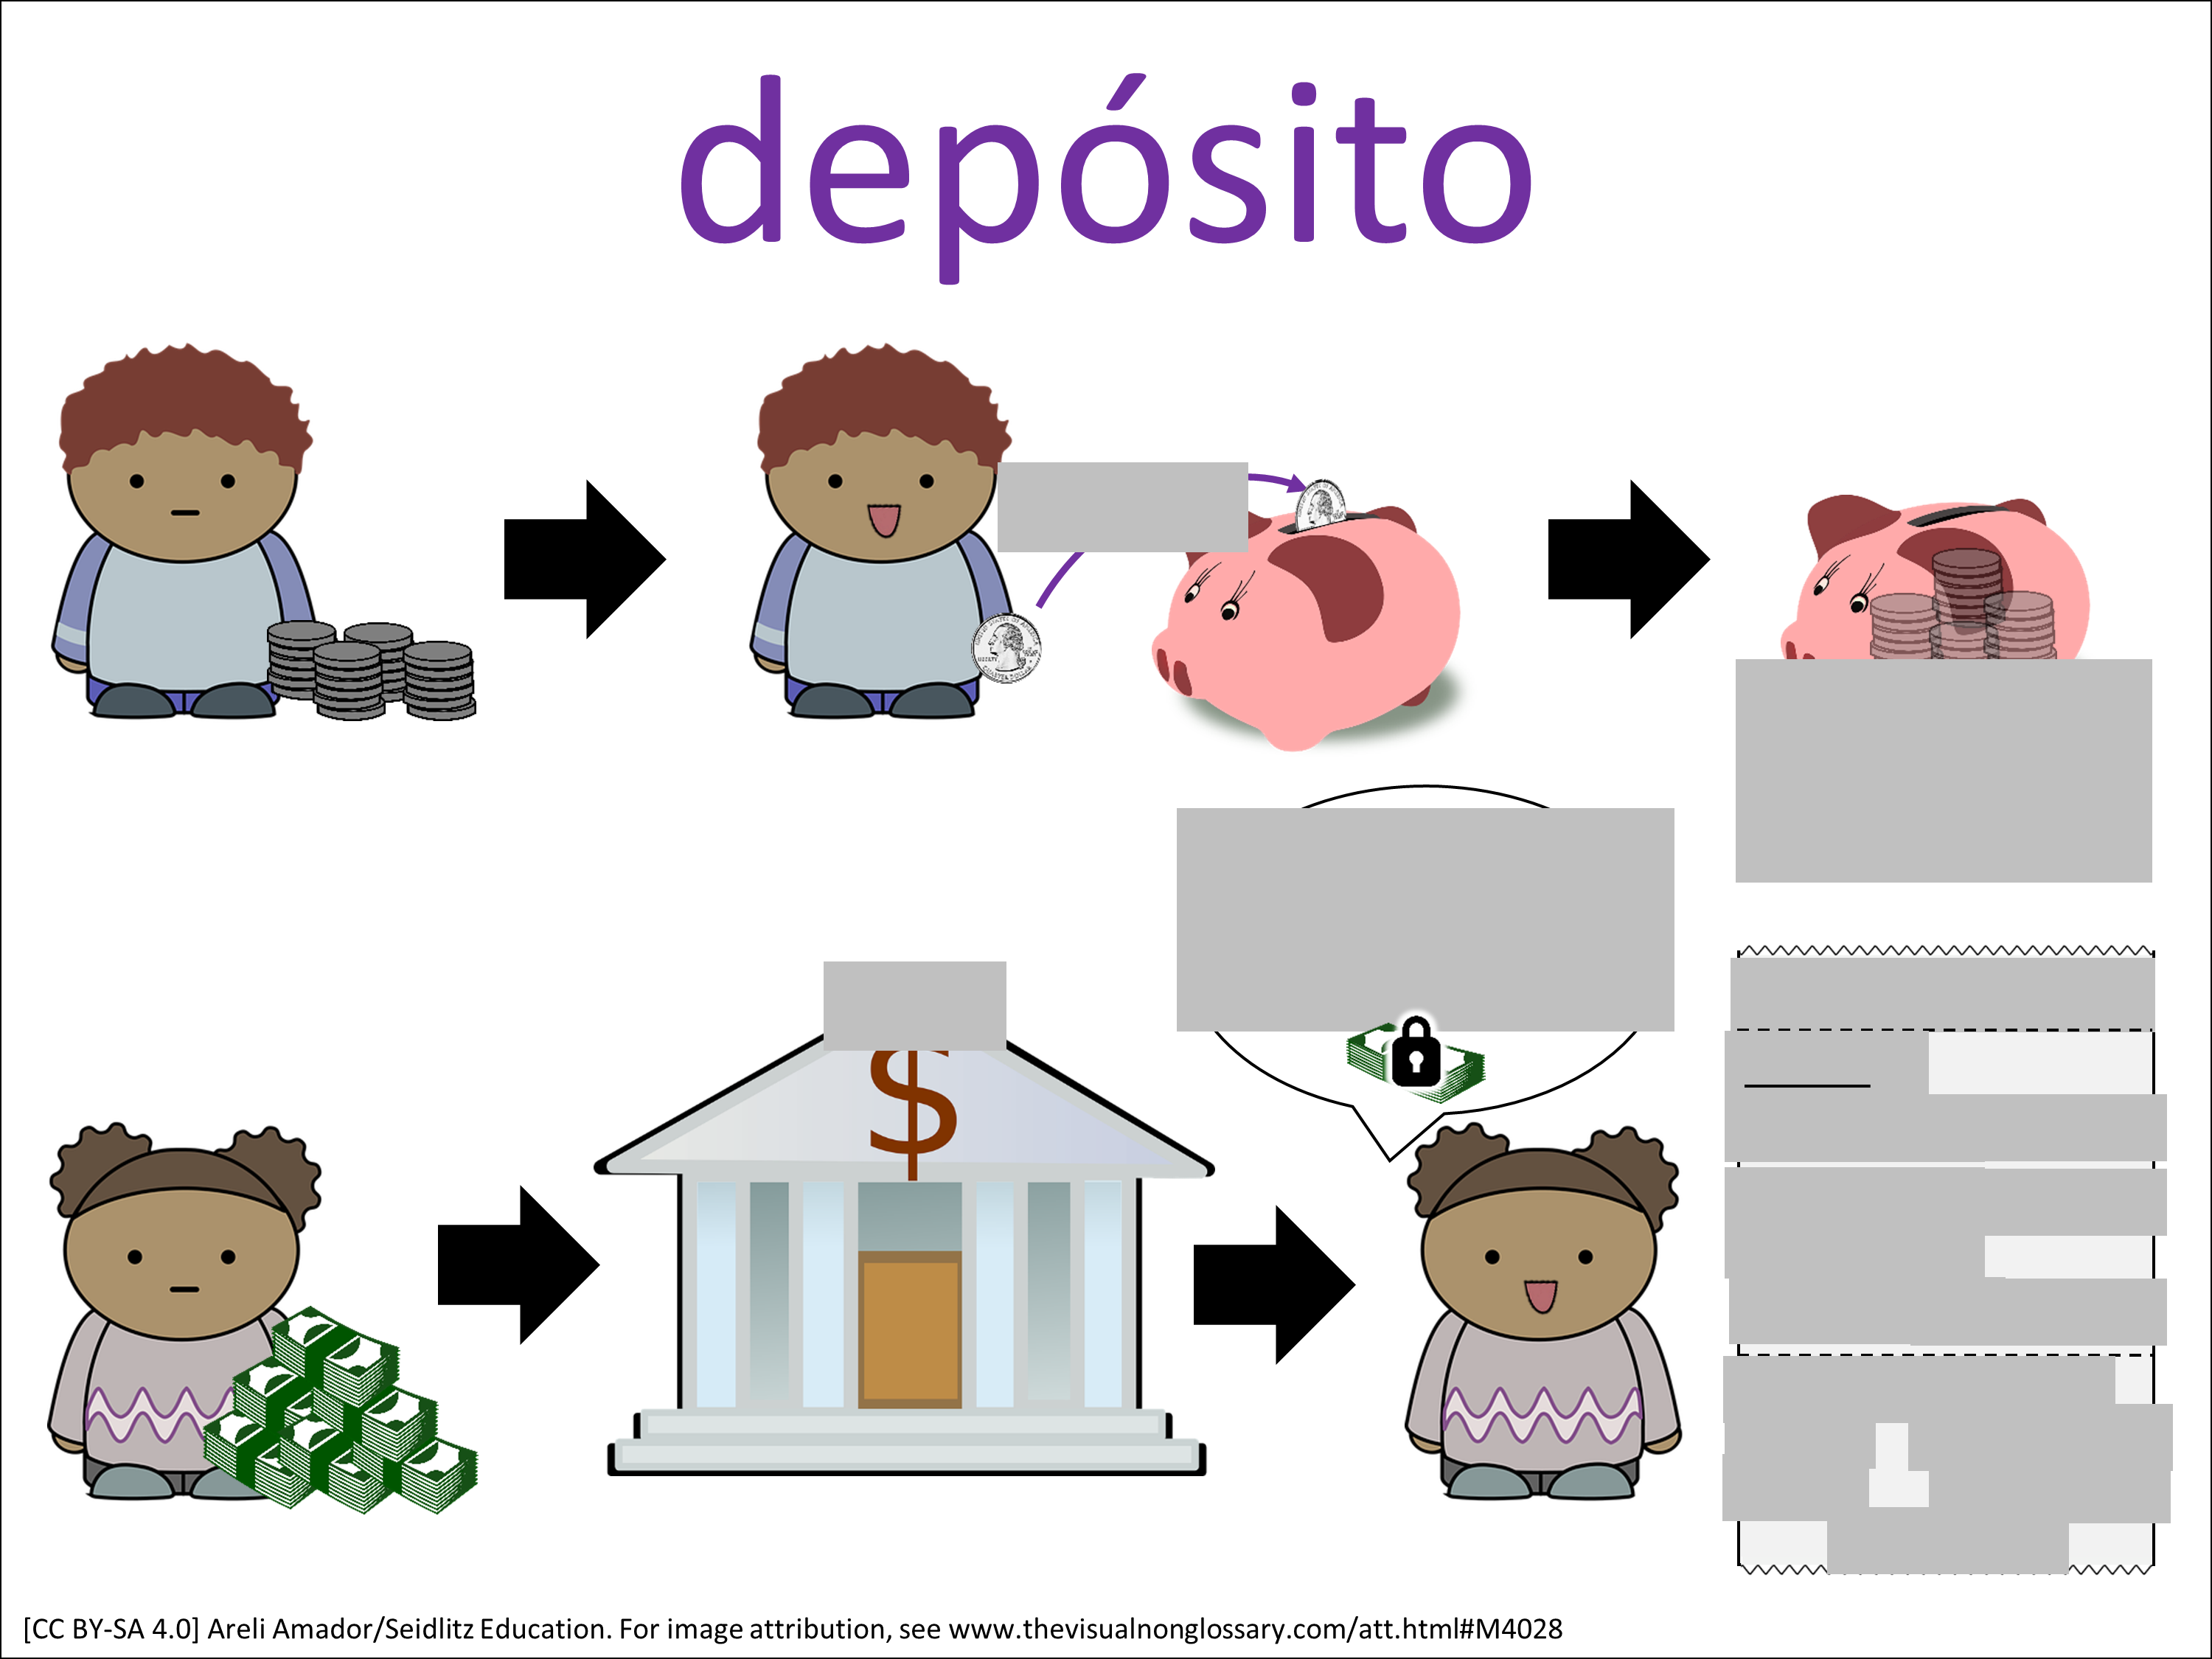 depósito
$
[CC BY-SA 4.0] Areli Amador/Seidlitz Education. For image attribution, see www.thevisualnonglossary.com/att.html#M4028